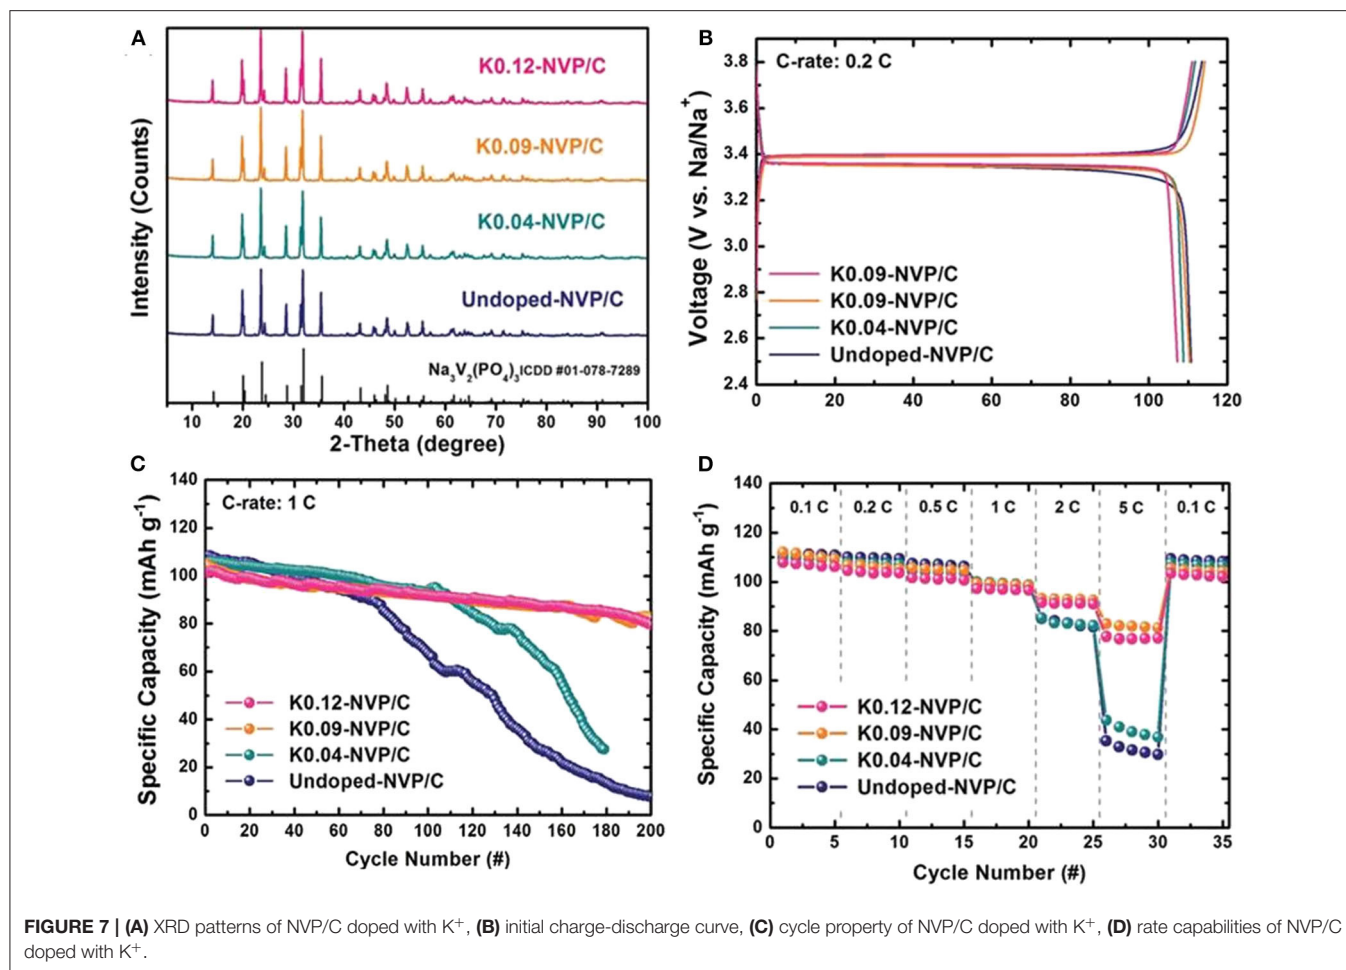 (A)
K0.12-NVP/C
K0.09-NVP/C
K0.04-NVP/C
Undoped-NVP/C
Na₃V₂(PO₄)₃ICDD #01-078-7289
Intensity (Counts)
10 20 30 40 50 60 70 80 90 100
2-Theta (degree)
(B)
C-rate: 0.2 C
3.8
3.6
3.4
3.2
3.0
2.8
2.6
2.4
Voltage (V vs. Na/Na⁺)
K0.09-NVP/C
K0.09-NVP/C
K0.04-NVP/C
Undoped-NVP/C
0 20 40 60 80 100 120
(C)
C-rate: 1 C
140
120
100
80
60
40
20
0
Specific Capacity (mAh g⁻¹)
K0.12-NVP/C
K0.09-NVP/C
K0.04-NVP/C
Undoped-NVP/C
0 20 40 60 80 100 120 140 160 180 200
Cycle Number (#)
(D)
0.1 C 0.2 C 0.5 C 1 C 2 C 5 C 0.1 C
140
120
100
80
60
40
20
0
Specific Capacity (mAh g⁻¹)
K0.12-NVP/C
K0.09-NVP/C
K0.04-NVP/C
Undoped-NVP/C
0 5 10 15 20 25 30 35
Cycle Number (#)
FIGURE 7 | (A) XRD patterns of NVP/C doped with K⁺, (B) initial charge-discharge curve, (C) cycle property of NVP/C doped with K⁺, (D) rate capabilities of NVP/C
doped with K⁺.